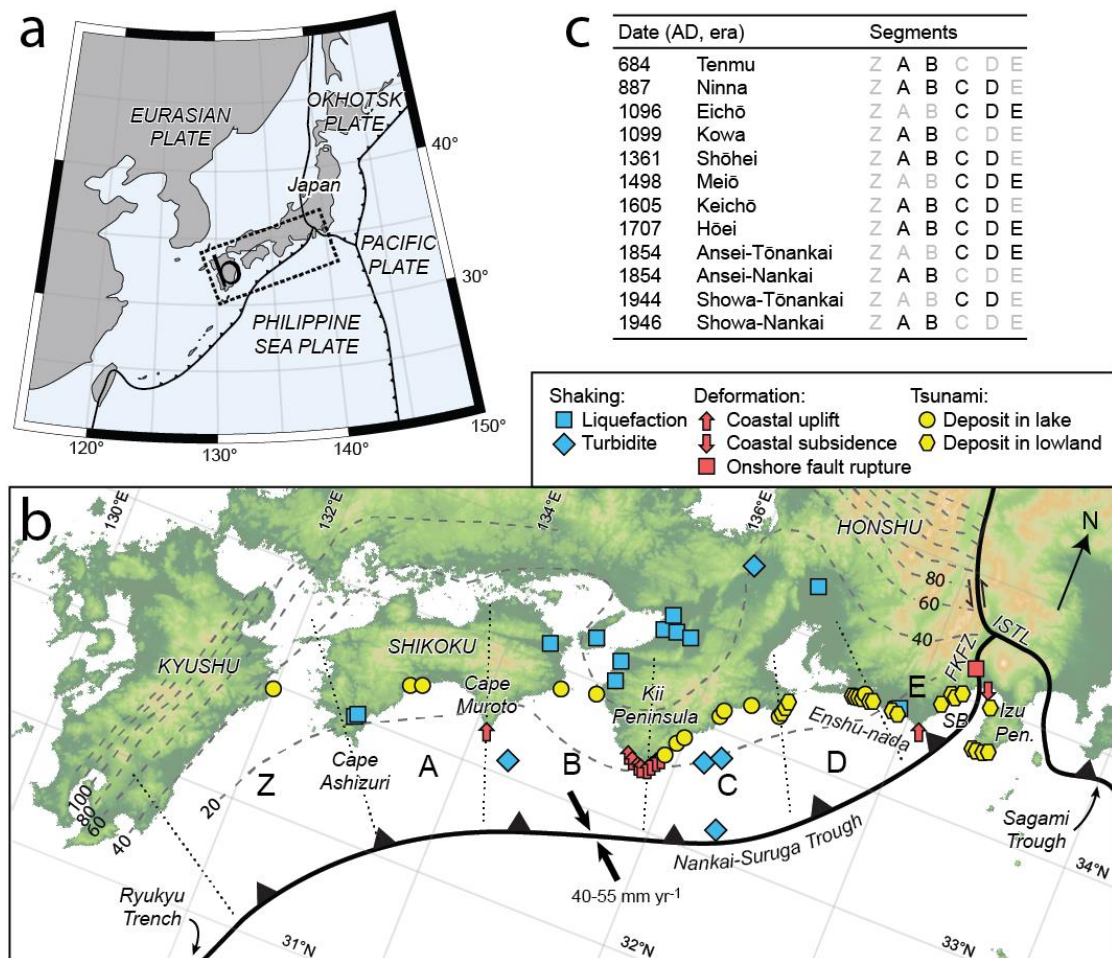 a
EURASIAN
PLATE
OKHOTSK
PLATE
Japan
PACIFIC
PLATE
PHILIPPINE
SEA PLATE
40°
30°
120°
130°
140°
150°
c
Date (AD, era) Segments
684 Tenmu Z A B C D E
887 Ninna Z A B C D E
1096 Eichō Z A B C D E
1099 Kowa Z A B C D E
1361 Shōhei Z A B C D E
1498 Meiō Z A B C D E
1605 Keichō Z A B C D E
1707 Hōei Z A B C D E
1854 Ansei-Tōnankai Z A B C D E
1854 Ansei-Nankai Z A B C D E
1944 Showa-Tōnankai Z A B C D E
1946 Showa-Nankai Z A B C D E
Shaking: Deformation: Tsunami:
Liquefaction Coastal uplift Deposit in lake
Turbidite Coastal subsidence Deposit in lowland
Onshore fault rupture
b
130°E
132°E
134°E
136°E
HONSHU
N
80
60
40
ISTL
FKFZ
KYUSHU
SHIKOKU
Cape
Muroto
Kii
Peninsula
E
Enshū-nada
SB
Izu
Pen.
Cape
Ashizuri
Z
A
B
C
D
100
80
60
40
20
Nankai-Suruga Trough
Sagami
Trough
40-55 mm yr-1
Ryukyu
Trench
31°N
32°N
33°N
34°N